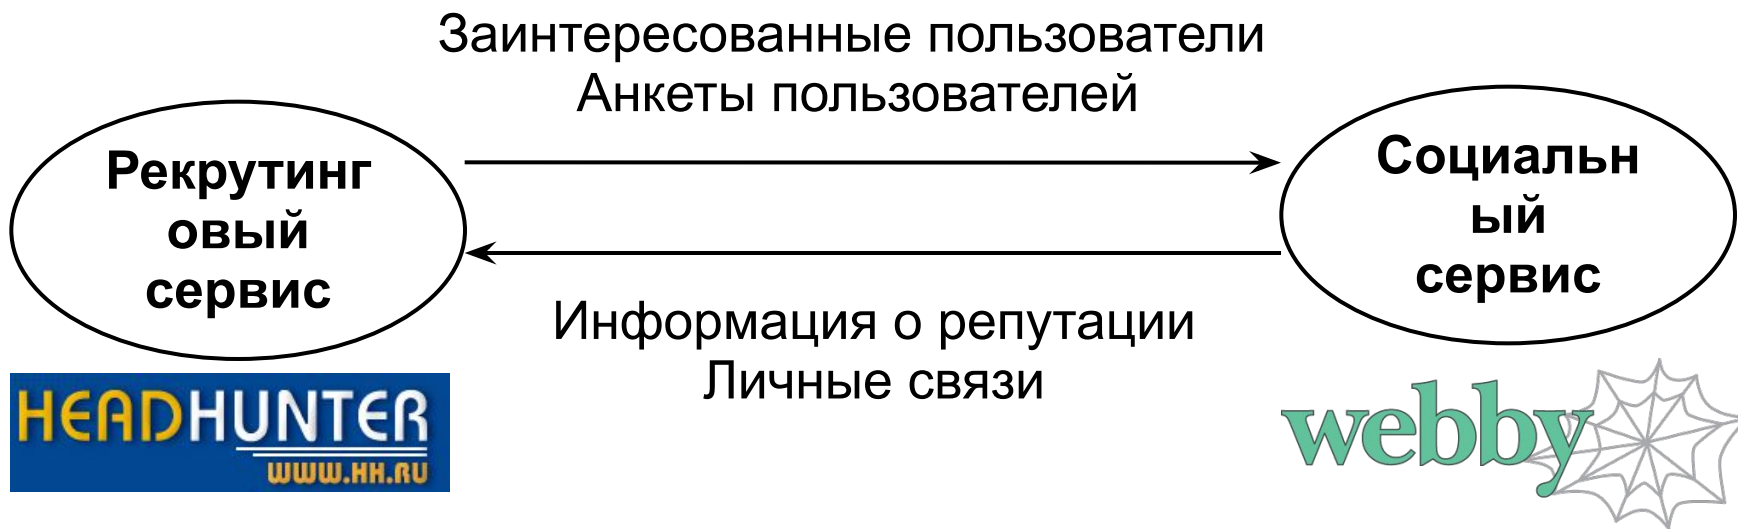 Заинтересованные пользователи
Анкеты пользователей
Рекрутинг
овый
сервис
Социальн
ый
сервис
Информация о репутации
Личные связи
HEADHUNTER
WWW.HH.RU
webby